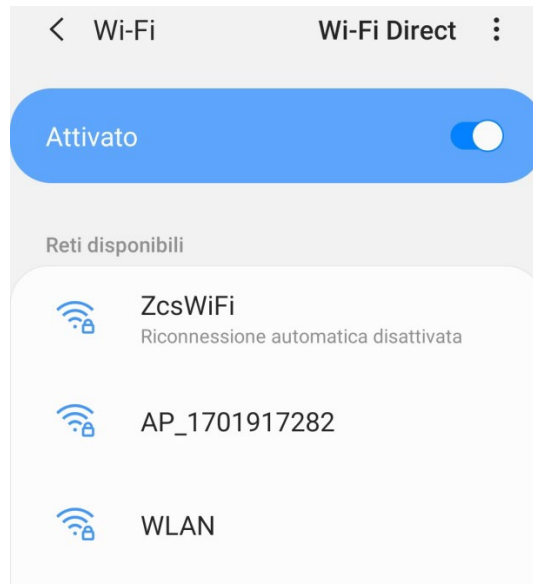 Wi-Fi Wi-Fi Direct
Attivato
Reti disponibili
ZcsWiFi
Riconnessione automatica disattivata
AP_1701917282
WLAN